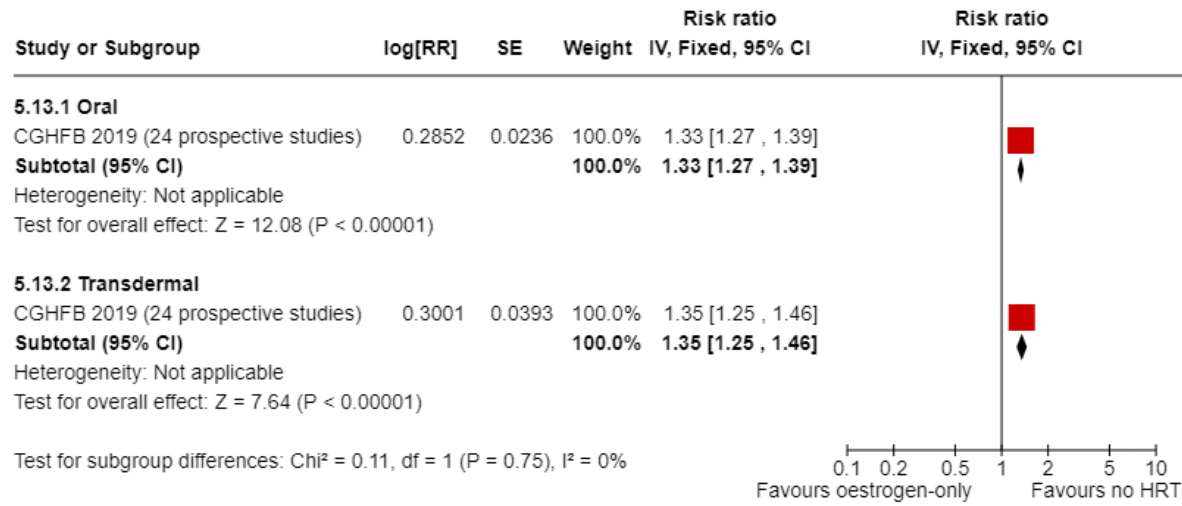 Risk ratio Risk ratio
Study or Subgroup log[RR] SE Weight IV, Fixed, 95% CI IV, Fixed, 95% CI
5.13.1 Oral
CGHFB 2019 (24 prospective studies) 0.2852 0.0236 100.0% 1.33 [1.27 , 1.39]
Subtotal (95% CI) 100.0% 1.33 [1.27 , 1.39]
Heterogeneity: Not applicable
Test for overall effect: Z = 12.08 (P < 0.00001)
5.13.2 Transdermal
CGHFB 2019 (24 prospective studies) 0.3001 0.0393 100.0% 1.35 [1.25 , 1.46]
Subtotal (95% CI) 100.0% 1.35 [1.25 , 1.46]
Heterogeneity: Not applicable
Test for overall effect: Z = 7.64 (P < 0.00001)
Test for subgroup differences: Chi² = 0.11, df = 1 (P = 0.75), I² = 0%
0.1 0.2 0.5 1 2 5 10
Favours oestrogen-only Favours no HRT